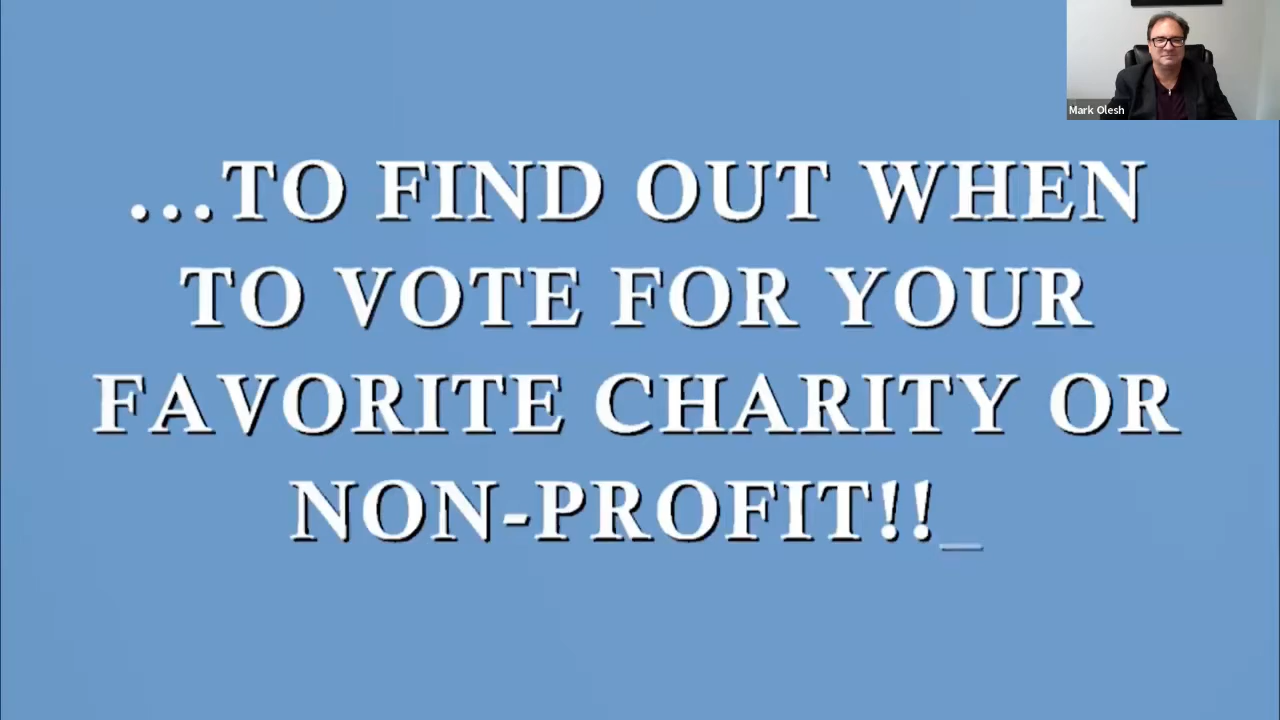 Mark Olesh
...TO FIND OUT WHEN
TO VOTE FOR YOUR
FAVORITE CHARITY OR
NON-PROFIT!!_